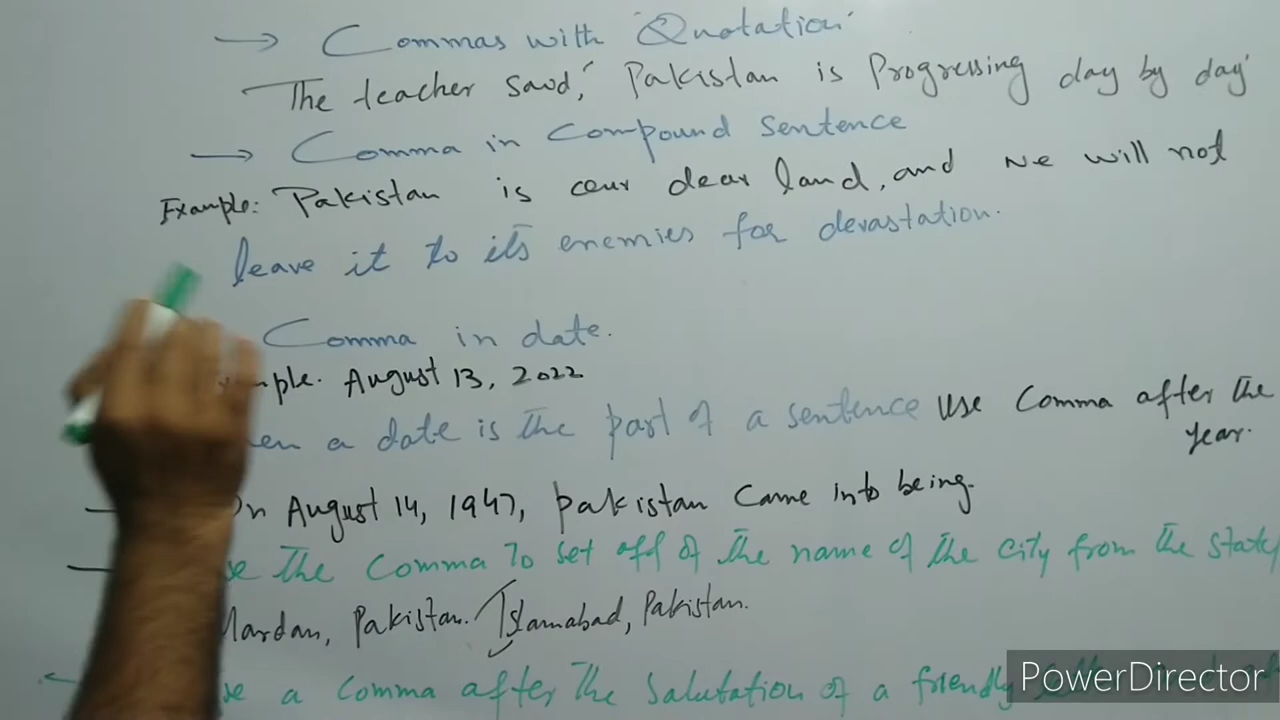 → Commas with "Quotation"
The teacher said," Pakistan is Progressing day by day"
→ Comma in Compound sentence
Example: Pakistan is our dear land, and we will not
leave it to its enemies for devastation.
Comma in date.
mple. August 13, 2022
en a date is the part of a sentence use Comma after the
year.
On August 14, 1947, Pakistan Came into being.
se the Comma To set off of the name of the city from the state
Mardan, Pakistan. / Islamabad, Pakistan.
se a comma after the Salutation of a friendly
PowerDirector